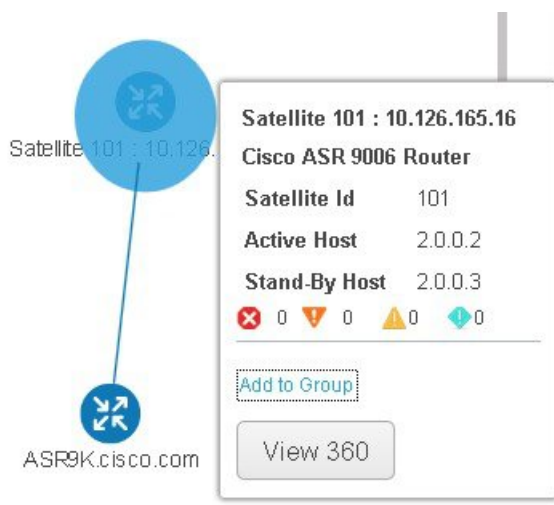 Satellite 101 : 10.126.
ASR9K.cisco.com
Satellite 101 : 10.126.165.16
Cisco ASR 9006 Router
Satellite Id 101
Active Host 2.0.0.2
Stand-By Host 2.0.0.3
0 0 0 0
Add to Group
View 360